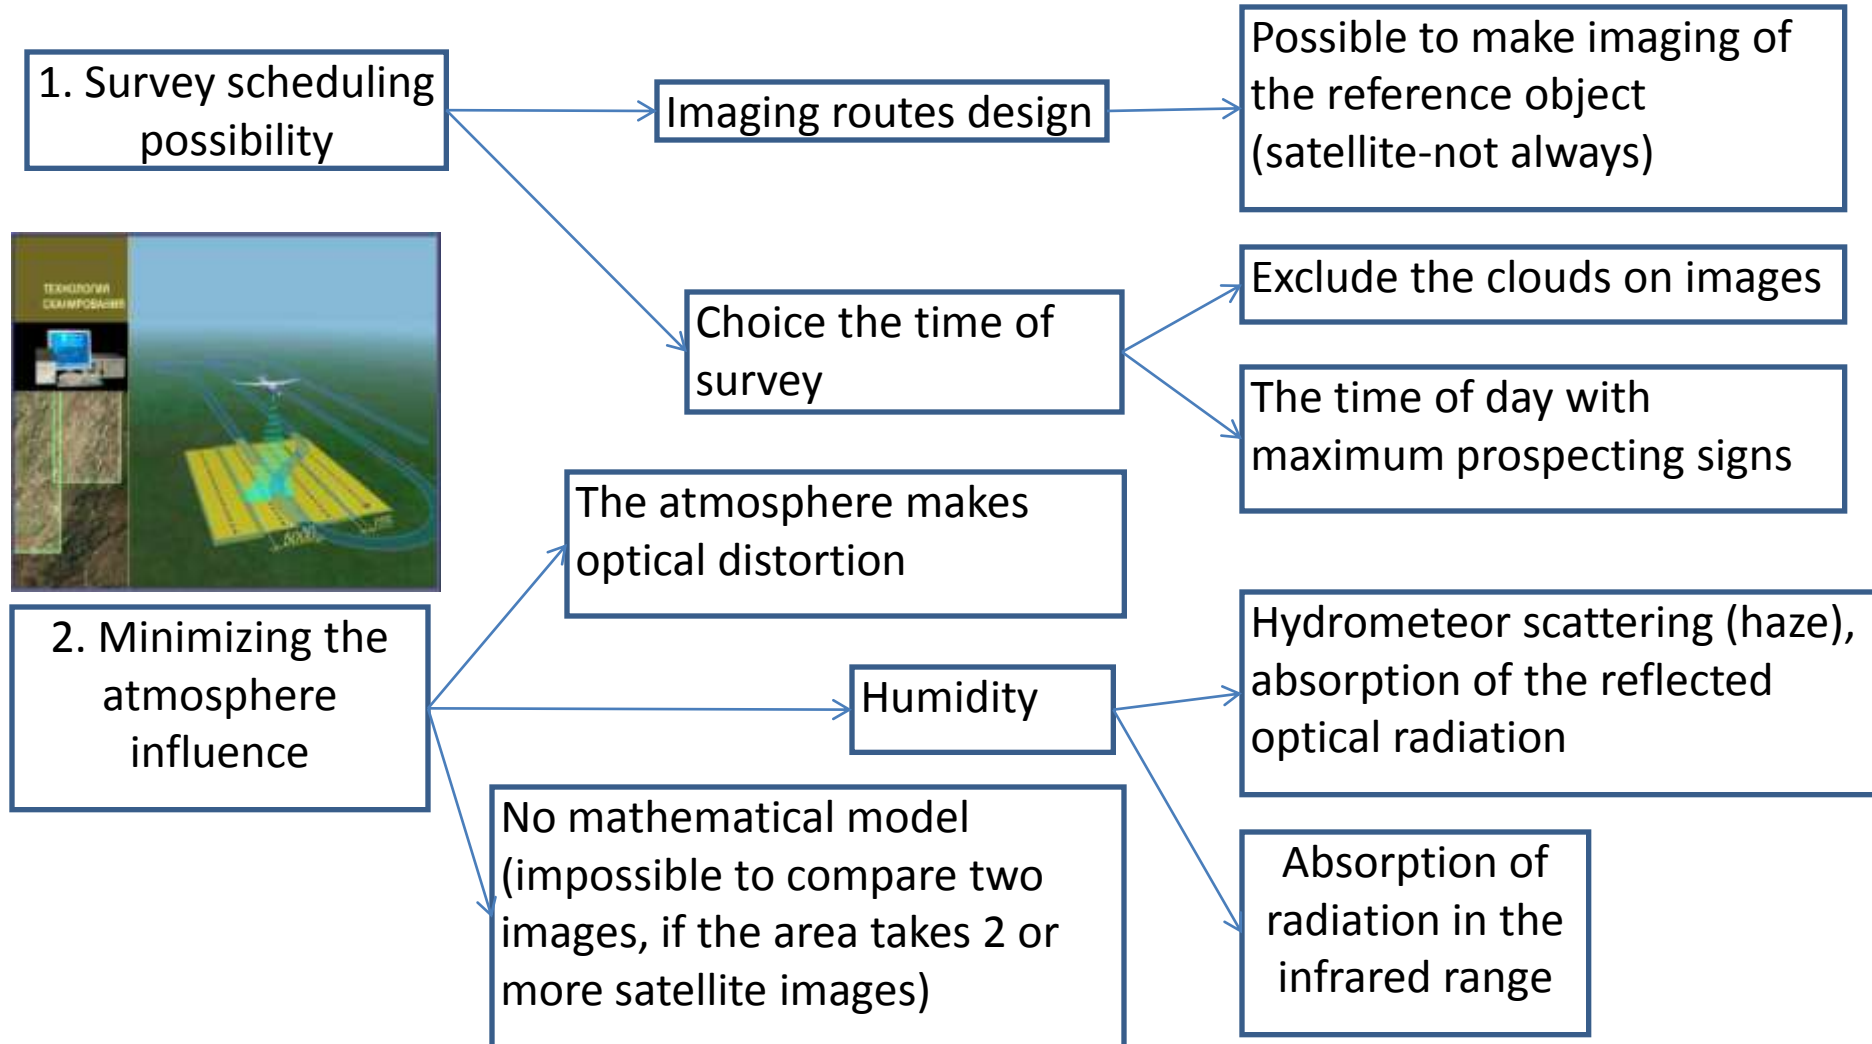 1. Survey scheduling
possibility
Imaging routes design
Possible to make imaging of
the reference object
(satellite-not always)
ТЕХНОЛОГИЯ
СКАНИРОВАНИЯ
Choice the time of
survey
Exclude the clouds on images
The time of day with
maximum prospecting signs
2. Minimizing the
atmosphere
influence
The atmosphere makes
optical distortion
Humidity
Hydrometeor scattering (haze),
absorption of the reflected
optical radiation
Absorption of
radiation in the
infrared range
No mathematical model
(impossible to compare two
images, if the area takes 2 or
more satellite images)